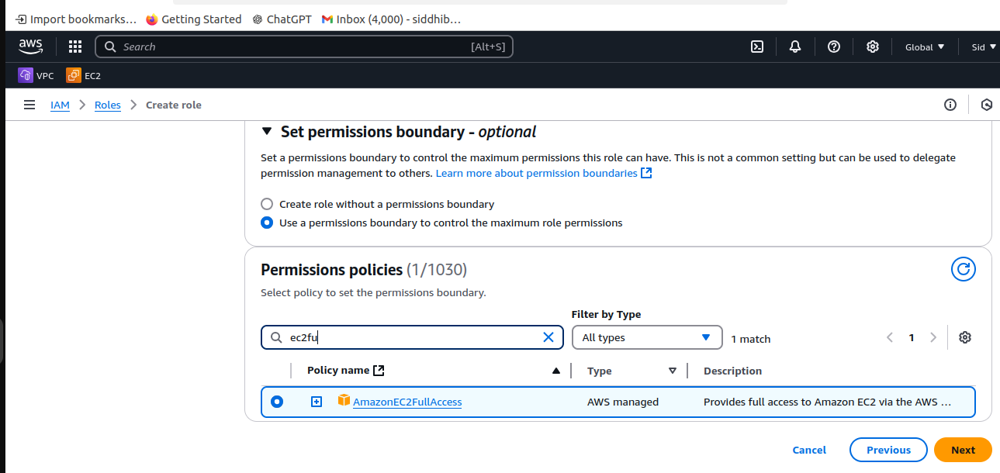 Import bookmarks... Getting Started ChatGPT Inbox (4,000) - siddhib...
aws Search [Alt+S] Global Sid
VPC EC2
IAM Roles Create role
Set permissions boundary - optional
Set a permissions boundary to control the maximum permissions this role can have. This is not a common setting but can be used to delegate
permission management to others. Learn more about permission boundaries
Create role without a permissions boundary
Use a permissions boundary to control the maximum role permissions
Permissions policies (1/1030)
Select policy to set the permissions boundary.
Filter by Type
ec2fu All types 1 match 1
Policy name Type Description
AmazonEC2FullAccess AWS managed Provides full access to Amazon EC2 via the AWS ...
Cancel Previous Next